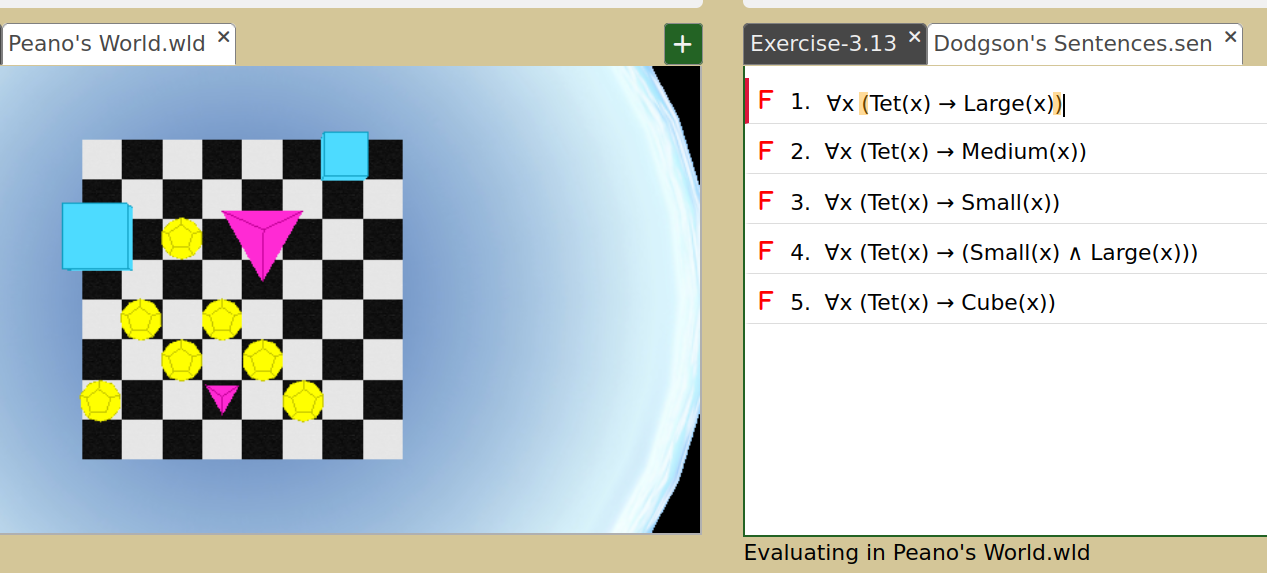 Peano's World.wld ×
+
Exercise-3.13 × Dodgson's Sentences.sen ×
F 1. ∀x (Tet(x) → Large(x))
F 2. ∀x (Tet(x) → Medium(x))
F 3. ∀x (Tet(x) → Small(x))
F 4. ∀x (Tet(x) → (Small(x) ∧ Large(x)))
F 5. ∀x (Tet(x) → Cube(x))
Evaluating in Peano's World.wld